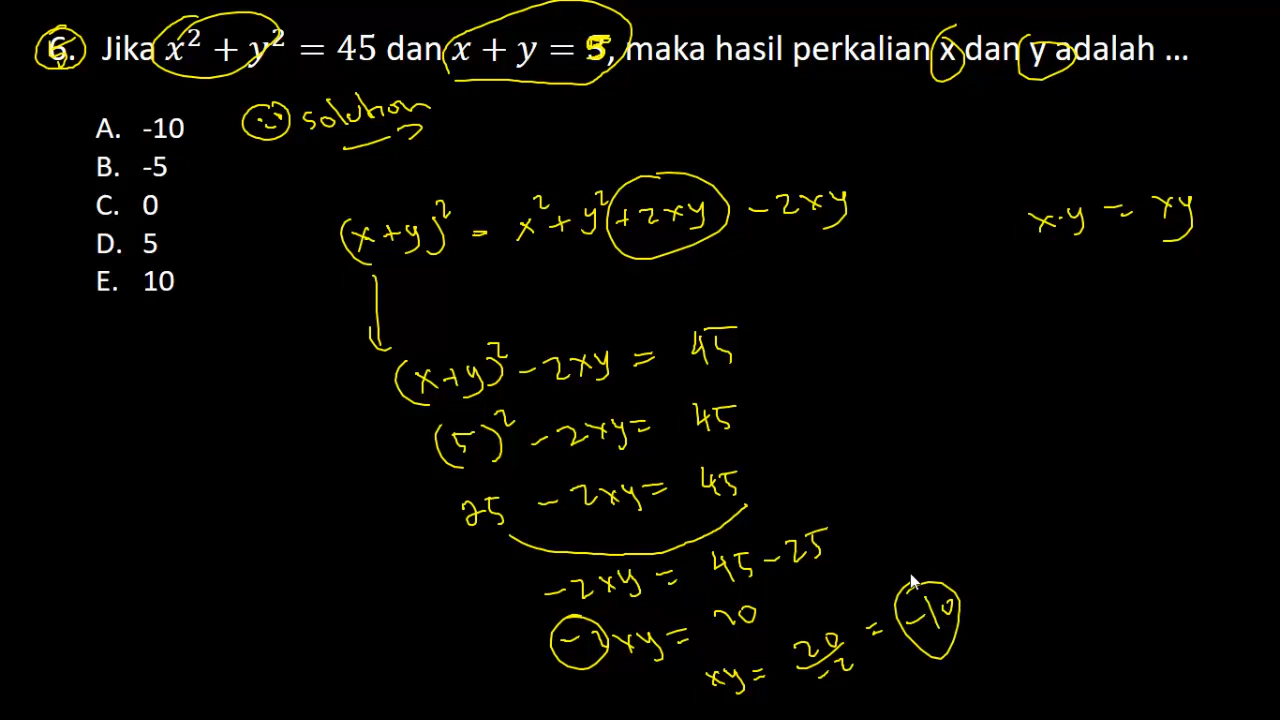 6. Jika x² + y² = 45 dan x + y = 5, maka hasil perkalian x dan y adalah ...
solution
A. -10
B. -5
C. 0
D. 5
E. 10
(x+y)² = x² + y² + 2xy - 2xy
x·y = xy
(x+y)² - 2xy = 45
(5)² - 2xy = 45
25 - 2xy = 45
-2xy = 45 - 25
-2xy = 20
xy = 20/-2 = -10